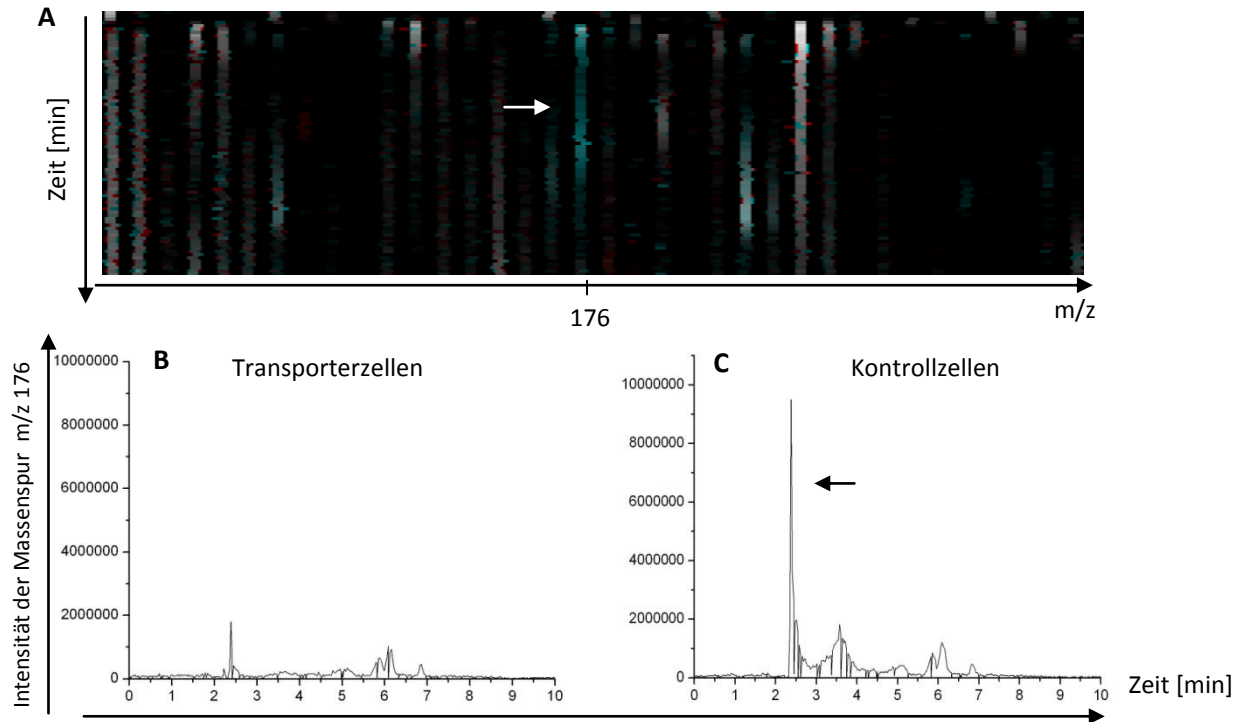 A
Zeit [min]
176
m/z
Intensität der Massenspur m/z 176
B
Transporterzellen
10000000
8000000
6000000
4000000
2000000
0
0 1 2 3 4 5 6 7 8 9 10
C
Kontrollzellen
10000000
8000000
6000000
4000000
2000000
0
0 1 2 3 4 5 6 7 8 9 10
Zeit [min]